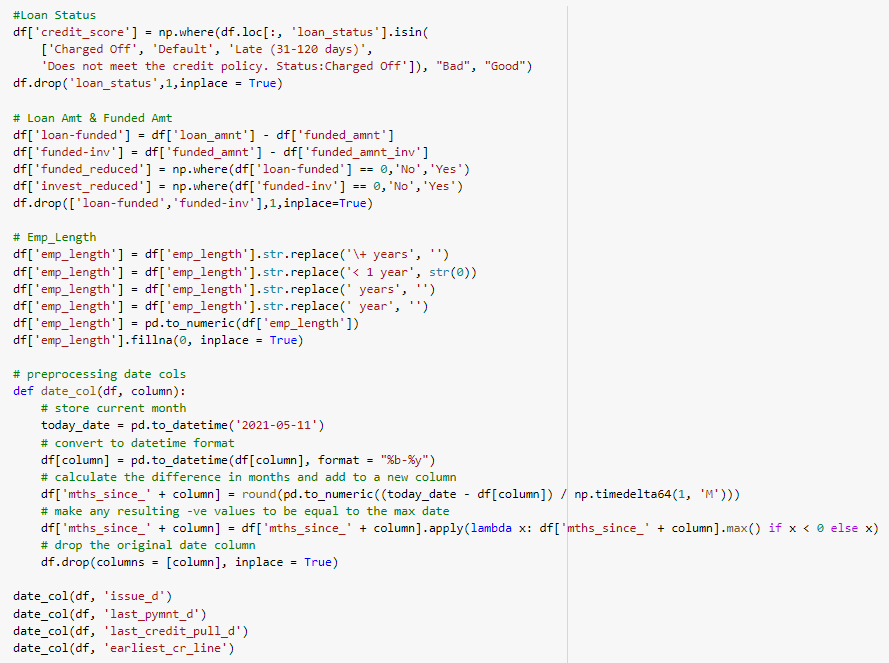 #Loan Status
df['credit_score'] = np.where(df.loc[:, 'loan_status'].isin(
    ['Charged Off', 'Default', 'Late (31-120 days)',
    'Does not meet the credit policy. Status:Charged Off']), "Bad", "Good")
df.drop('loan_status',1,inplace = True)

# Loan Amt & Funded Amt
df['loan-funded'] = df['loan_amnt'] - df['funded_amnt']
df['funded-inv'] = df['funded_amnt'] - df['funded_amnt_inv']
df['funded_reduced'] = np.where(df['loan-funded'] == 0,'No','Yes')
df['invest_reduced'] = np.where(df['funded-inv'] == 0,'No','Yes')
df.drop(['loan-funded','funded-inv'],1,inplace=True)

# Emp_Length
df['emp_length'] = df['emp_length'].str.replace('\+ years', '')
df['emp_length'] = df['emp_length'].str.replace('< 1 year', str(0))
df['emp_length'] = df['emp_length'].str.replace(' years', '')
df['emp_length'] = df['emp_length'].str.replace(' year', '')
df['emp_length'] = pd.to_numeric(df['emp_length'])
df['emp_length'].fillna(0, inplace = True)

# preprocessing date cols
def date_col(df, column):
    # store current month
    today_date = pd.to_datetime('2021-05-11')
    # convert to datetime format
    df[column] = pd.to_datetime(df[column], format = "%b-%y")
    # calculate the difference in months and add to a new column
    df['mths_since_' + column] = round(pd.to_numeric((today_date - df[column]) / np.timedelta64(1, 'M')))
    # make any resulting -ve values to be equal to the max date
    df['mths_since_' + column] = df['mths_since_' + column].apply(lambda x: df['mths_since_' + column].max() if x < 0 else x)
    # drop the original date column
    df.drop(columns = [column], inplace = True)

date_col(df, 'issue_d')
date_col(df, 'last_pymnt_d')
date_col(df, 'last_credit_pull_d')
date_col(df, 'earliest_cr_line')